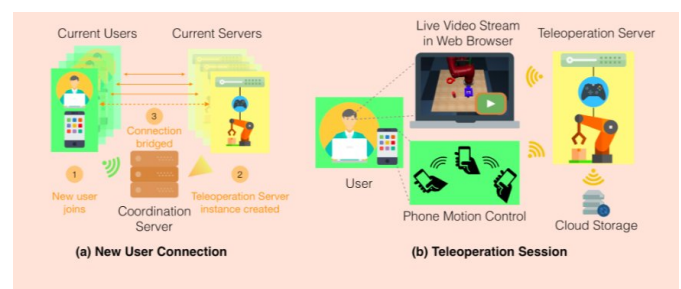 Current Users
Current Servers
3
Connection
bridged
1
New user
joins
2
Teleoperation Server
instance created
Coordination
Server
(a) New User Connection
Live Video Stream
in Web Browser
Teleoperation Server
User
Phone Motion Control
Cloud Storage
(b) Teleoperation Session